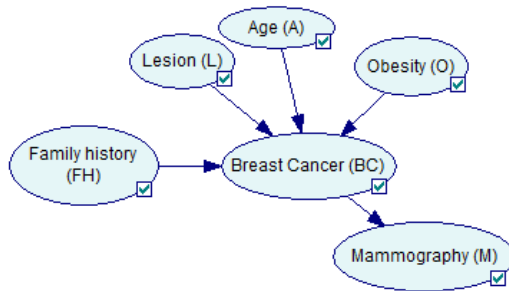 Age (A)
Lesion (L)
Obesity (O)
Family history
(FH)
Breast Cancer (BC)
Mammography (M)